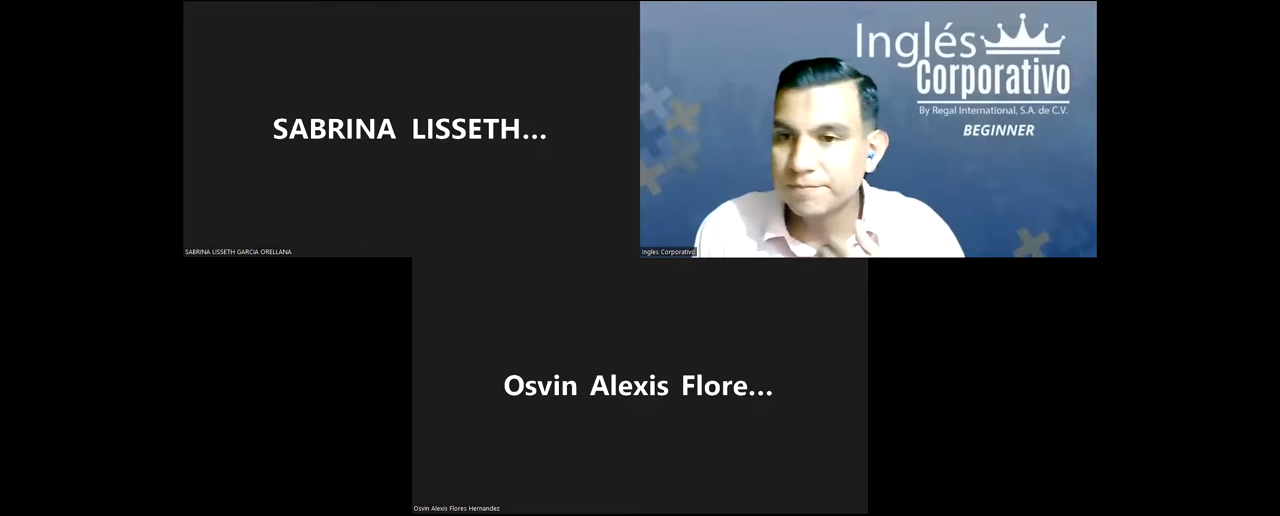 SABRINA LISSETH...
SABRINA LISSETH GARCIA ORELLANA
Inglés
Corporativo
By Regal International, S.A. de C.V.
BEGINNER
Ingles Corporativo
Osvin Alexis Flore...
Osvin Alexis Flores Hernandez